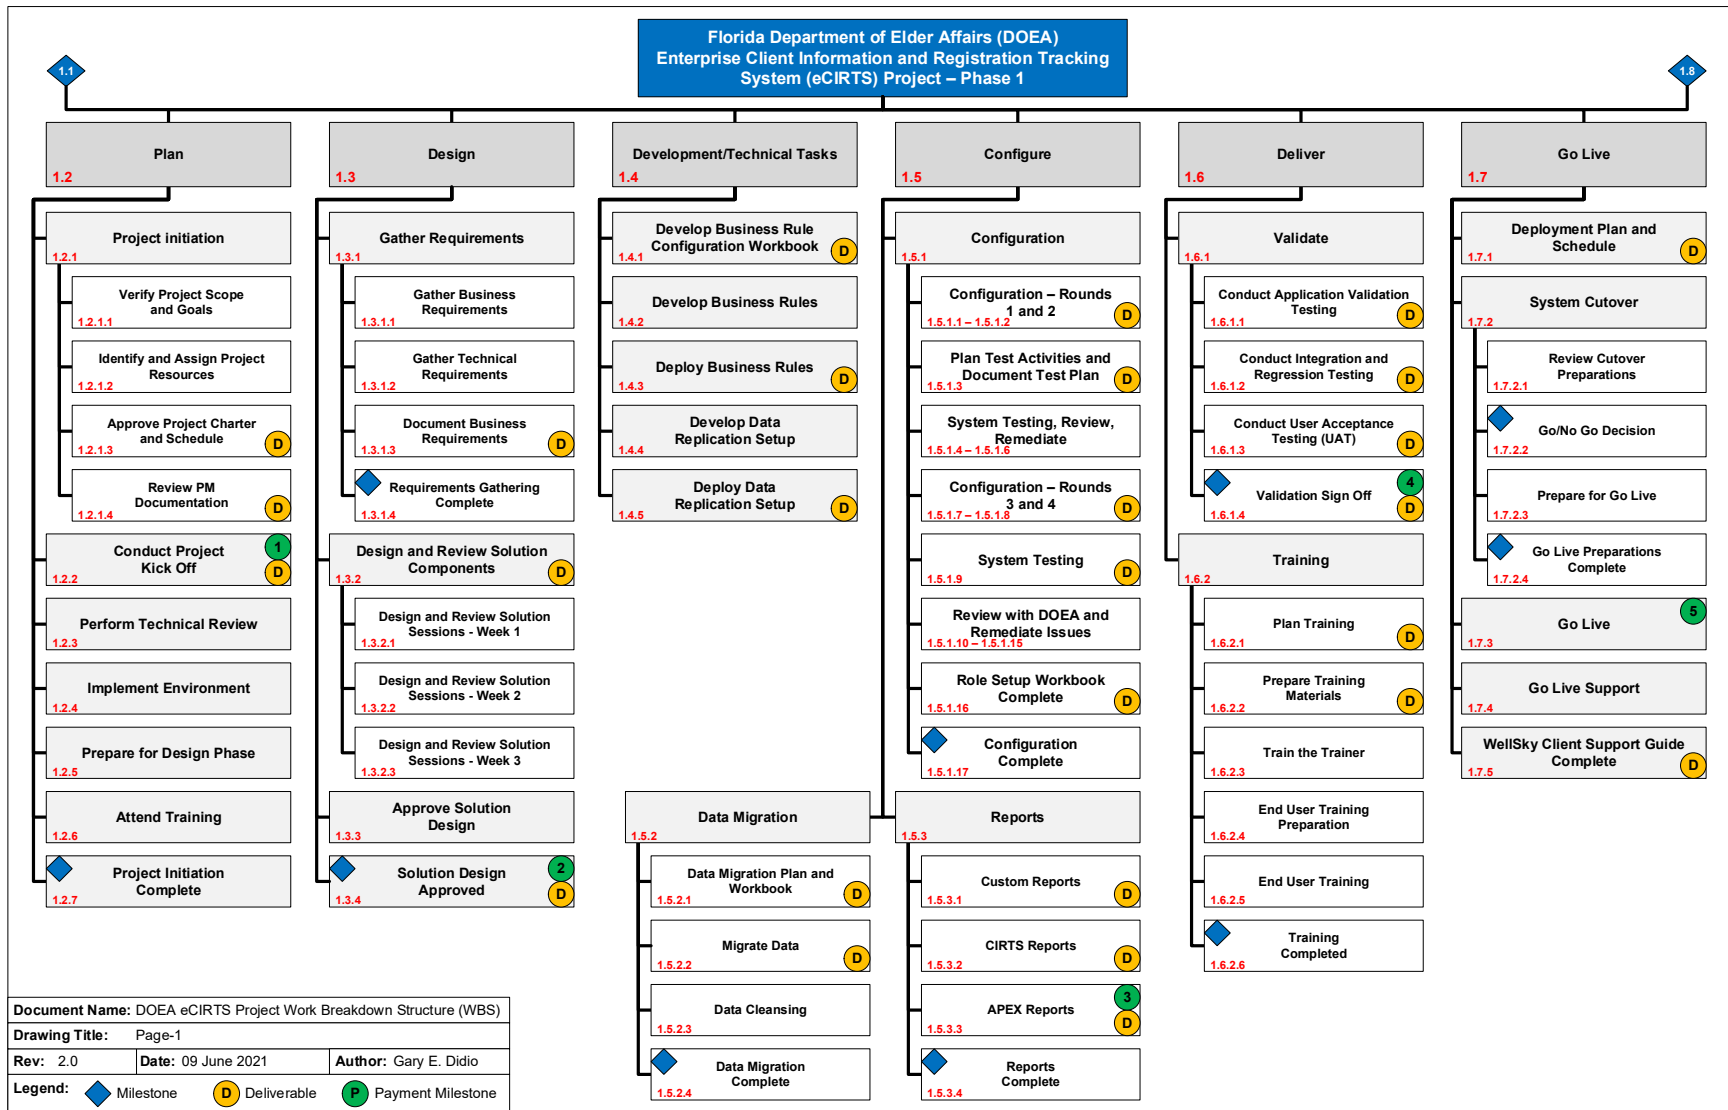 Florida Department of Elder Affairs (DOEA)
Enterprise Client Information and Registration Tracking
System (eCIRTS) Project – Phase 1
1.1
1.8
Plan
1.2
Project initiation
1.2.1
Verify Project Scope
and Goals
1.2.1.1
Identify and Assign Project
Resources
1.2.1.2
Approve Project Charter
and Schedule
1.2.1.3
D
Review PM
Documentation
1.2.1.4
D
Conduct Project
Kick Off
1.2.2
1
D
Perform Technical Review
1.2.3
Implement Environment
1.2.4
Prepare for Design Phase
1.2.5
Attend Training
1.2.6
Project Initiation
Complete
1.2.7
Design
1.3
Gather Requirements
1.3.1
Gather Business
Requirements
1.3.1.1
Gather Technical
Requirements
1.3.1.2
Document Business
Requirements
1.3.1.3
D
Requirements Gathering
Complete
1.3.1.4
Design and Review Solution
Components
1.3.2
D
Design and Review Solution
Sessions - Week 1
1.3.2.1
Design and Review Solution
Sessions - Week 2
1.3.2.2
Design and Review Solution
Sessions - Week 3
1.3.2.3
Approve Solution
Design
1.3.3
Solution Design
Approved
1.3.4
2
D
Development/Technical Tasks
1.4
Develop Business Rule
Configuration Workbook
1.4.1
D
Develop Business Rules
1.4.2
Deploy Business Rules
1.4.3
D
Develop Data
Replication Setup
1.4.4
Deploy Data
Replication Setup
1.4.5
D
Configure
1.5
Configuration
1.5.1
Configuration – Rounds
1 and 2
1.5.1.1 – 1.5.1.2
D
Plan Test Activities and
Document Test Plan
1.5.1.3
D
System Testing, Review,
Remediate
1.5.1.4 – 1.5.1.6
Configuration – Rounds
3 and 4
1.5.1.7 – 1.5.1.8
D
System Testing
1.5.1.9
D
Review with DOEA and
Remediate Issues
1.5.1.10 – 1.5.1.15
Role Setup Workbook
Complete
1.5.1.16
D
Configuration
Complete
1.5.1.17
Data Migration
1.5.2
Data Migration Plan and
Workbook
1.5.2.1
D
Migrate Data
1.5.2.2
D
Data Cleansing
1.5.2.3
Data Migration
Complete
1.5.2.4
Reports
1.5.3
Custom Reports
1.5.3.1
D
CIRTS Reports
1.5.3.2
D
APEX Reports
1.5.3.3
3
D
Reports
Complete
1.5.3.4
Deliver
1.6
Validate
1.6.1
Conduct Application Validation
Testing
1.6.1.1
D
Conduct Integration and
Regression Testing
1.6.1.2
D
Conduct User Acceptance
Testing (UAT)
1.6.1.3
D
Validation Sign Off
1.6.1.4
4
D
Training
1.6.2
Plan Training
1.6.2.1
D
Prepare Training
Materials
1.6.2.2
D
Train the Trainer
1.6.2.3
End User Training
Preparation
1.6.2.4
End User Training
1.6.2.5
Training
Completed
1.6.2.6
Go Live
1.7
Deployment Plan and
Schedule
1.7.1
D
System Cutover
1.7.2
Review Cutover
Preparations
1.7.2.1
Go/No Go Decision
1.7.2.2
Prepare for Go Live
1.7.2.3
Go Live Preparations
Complete
1.7.2.4
Go Live
1.7.3
5
Go Live Support
1.7.4
WellSky Client Support Guide
Complete
1.7.5
D
Document Name: DOEA eCIRTS Project Work Breakdown Structure (WBS)
Drawing Title: Page-1
Rev: 2.0 Date: 09 June 2021 Author: Gary E. Didio
Legend: Milestone D Deliverable P Payment Milestone